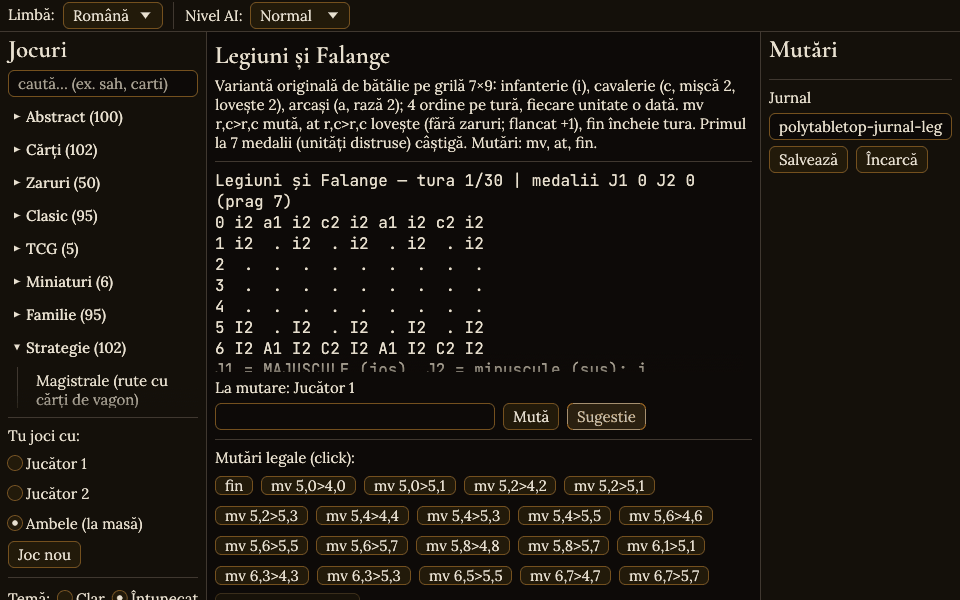 Limbă: Română ▼ Nivel AI: Normal ▼
Jocuri
caută... (ex. sah, carti)
▸ Abstract (100)
▸ Cărți (102)
▸ Zaruri (50)
▸ Clasic (95)
▸ TCG (5)
▸ Miniaturi (6)
▸ Familie (95)
▾ Strategie (102)
Magistrale (rute cu
cărți de vagon)
Tu joci cu:
Jucător 1
Jucător 2
Ambele (la masă)
Joc nou
Temă: Clar Întunecat
Legiuni și Falange
Variantă originală de bătălie pe grilă 7×9: infanterie (i), cavalerie (c, mișcă 2,
lovește 2), arcași (a, rază 2); 4 ordine pe tură, fiecare unitate o dată. mv
r,c>r,c mută, at r,c>r,c lovește (fără zaruri; flancat +1), fin încheie tura. Primul
la 7 medalii (unități distruse) câștigă. Mutări: mv, at, fin.
Legiuni și Falange — tura 1/30 | medalii J1 0 J2 0
(prag 7)
0 i2 a1 i2 c2 i2 a1 i2 c2 i2
1 i2 . i2 . i2 . i2 . i2
2 . . . . . . . . .
3 . . . . . . . . .
4 . . . . . . . . .
5 I2 . I2 . I2 . I2 . I2
6 I2 A1 I2 C2 I2 A1 I2 C2 I2
J1 = MAJUSCULE (jos), J2 = minuscule (sus); i
La mutare: Jucător 1
Mută Sugestie
Mutări legale (click):
fin mv 5,0>4,0 mv 5,0>5,1 mv 5,2>4,2 mv 5,2>5,1
mv 5,2>5,3 mv 5,4>4,4 mv 5,4>5,3 mv 5,4>5,5 mv 5,6>4,6
mv 5,6>5,5 mv 5,6>5,7 mv 5,8>4,8 mv 5,8>5,7 mv 6,1>5,1
mv 6,3>4,3 mv 6,3>5,3 mv 6,5>5,5 mv 6,7>4,7 mv 6,7>5,7
Mutări
Jurnal
polytabletop-jurnal-leg
Salvează Încarcă